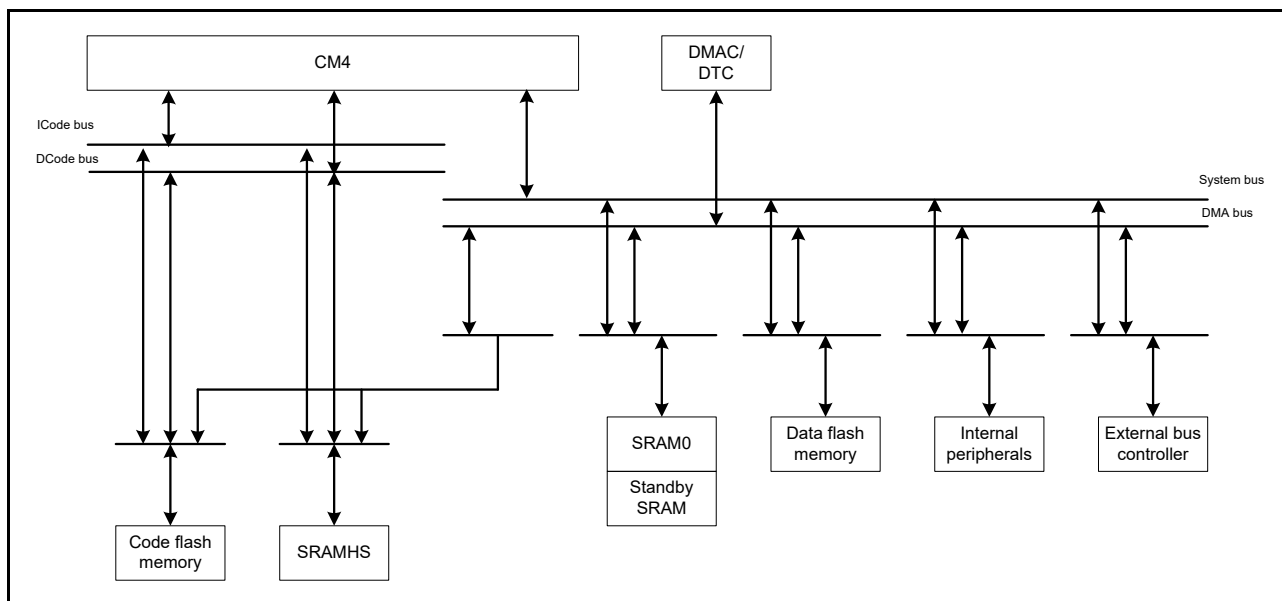 CM4
DMAC/
DTC
ICode bus
DCode bus
System bus
DMA bus
SRAM0
Standby
SRAM
Data flash
memory
Internal
peripherals
External bus
controller
Code flash
memory
SRAMHS